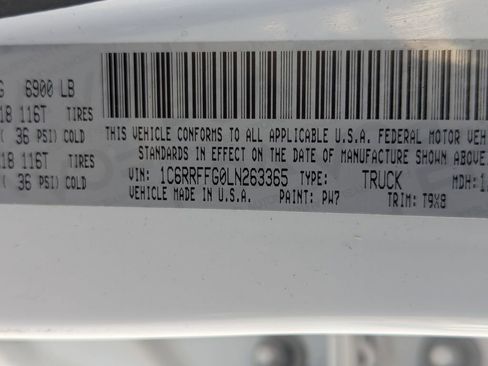 G 6900 LB
18 116T TIRES
( 36 PSI) COLD
18 116T TIRES
( 36 PSI) COLD
THIS VEHICLE CONFORMS TO ALL APPLICABLE U.S.A. FEDERAL MOTOR VEH
STANDARDS IN EFFECT ON THE DATE OF MANUFACTURE SHOWN ABOVE.
VIN: 1C6RRFFG0LN263365 TYPE: TRUCK MDH:1
VEHICLE MADE IN U.S.A. PAINT: PW7 TRIM: T9X8